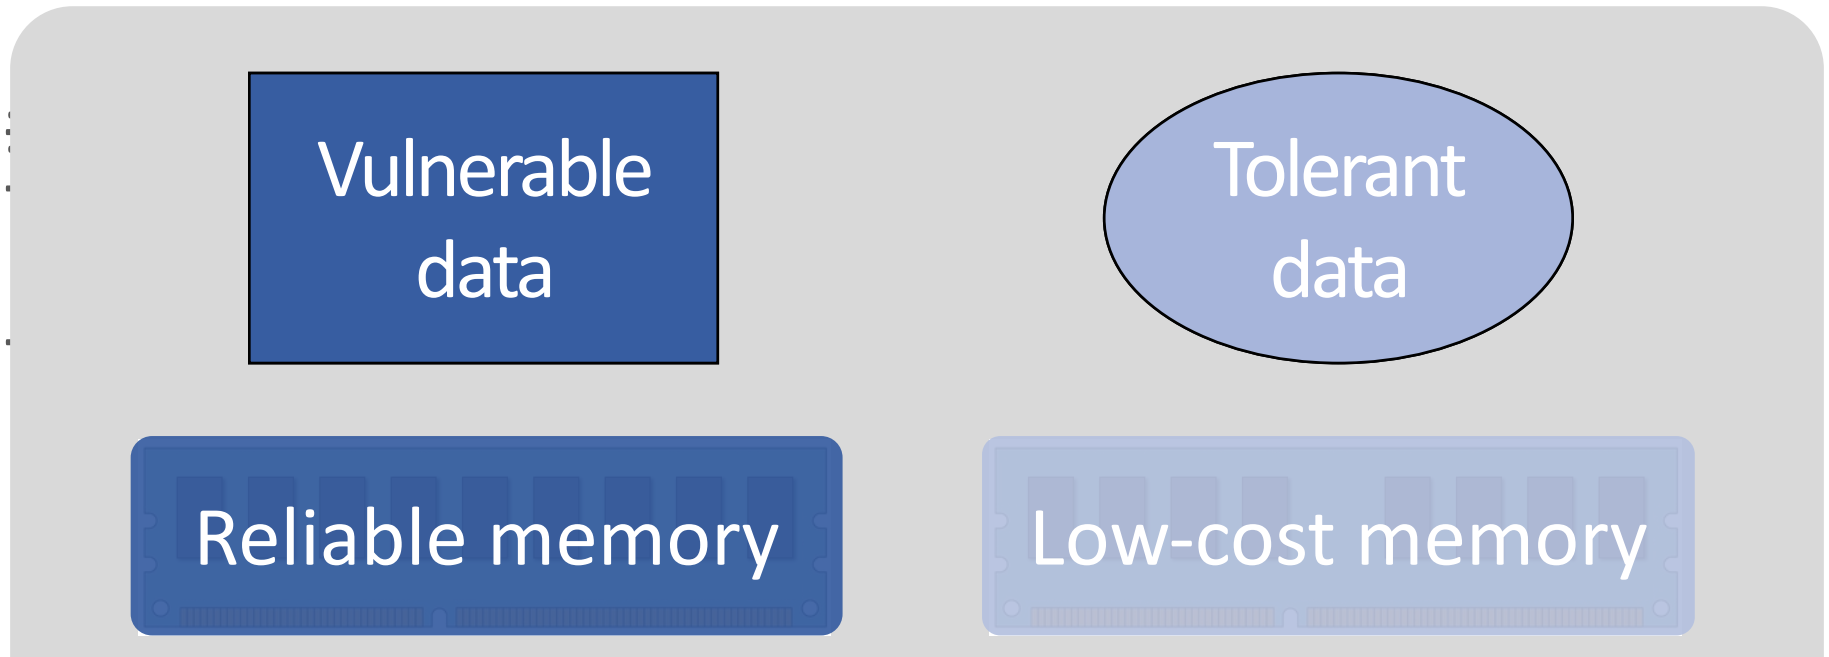 Vulnerable
data
Tolerant
data
Reliable memory
Low-cost memory